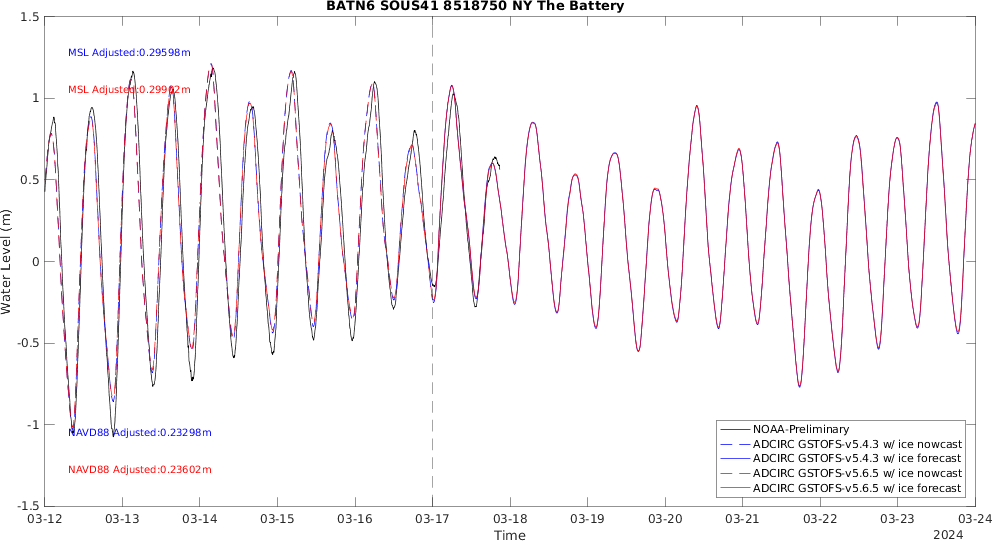 BATN6 SOUS41 8518750 NY The Battery
1.5
1
0.5
0
-0.5
-1
-1.5
Water Level (m)
MSL Adjusted:0.29598m
MSL Adjusted:0.29902m
NAVD88 Adjusted:0.23298m
NAVD88 Adjusted:0.23602m
NOAA-Preliminary
ADCIRC GSTOFS-v5.4.3 w/ ice nowcast
ADCIRC GSTOFS-v5.4.3 w/ ice forecast
ADCIRC GSTOFS-v5.6.5 w/ ice nowcast
ADCIRC GSTOFS-v5.6.5 w/ ice forecast
03-12 03-13 03-14 03-15 03-16 03-17 03-18 03-19 03-20 03-21 03-22 03-23 03-24
Time
2024